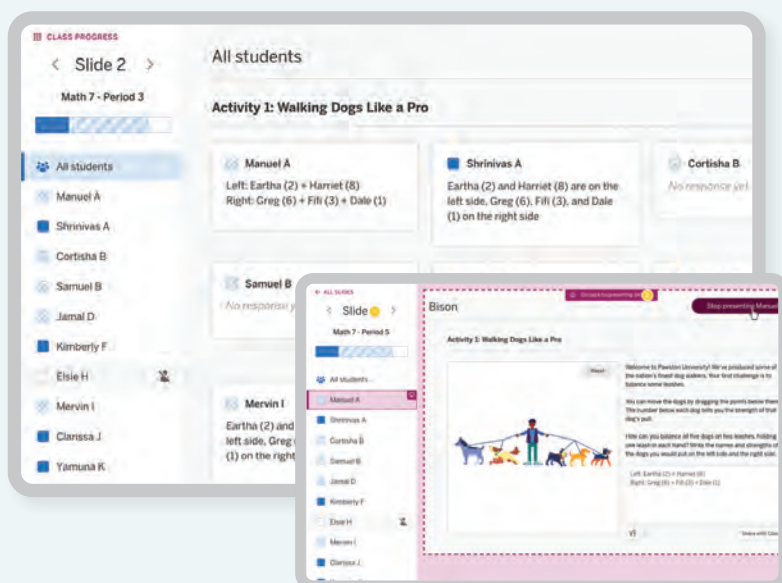 CLASS PROGRESS
< Slide 2 >
Math 7 - Period 3
All students
Manuel A
Shrinivas A
Cortisha B
Samuel B
Jamal D
Kimberly F
Elsie H
Mervin I
Clarissa J
Yamuna K
All students
Activity 1: Walking Dogs Like a Pro
Manuel A
Left: Eartha (2) + Harriet (8)
Right: Greg (6) + Fifi (3) + Dale (1)
Shrinivas A
Eartha (2) and Harriet (8) are on the
left side, Greg (6), Fifi (3), and Dale
(1) on the right side
Cortisha B
No response yet
Samuel B
No response
Mervin I
Eartha (2) and
left side, Greg
(1) on the right
ALL SLIDES
< Slide >
Math 7 - Period 5
All students
Manuel A
Shrinivas A
Cortisha B
Samuel B
Jamal D
Kimberly F
Elsie H
Mervin I
Clarissa J
Bison
Stop presenting Manuel
Activity 1: Walking Dogs Like a Pro
Welcome to Pawsten University! We've produced some of
the nation's finest dog walkers. Your first challenge is to
balance some leashes.
You can move the dogs by dragging the points below them.
The number below each dog tells you the strength of that
dog's pull.
How can you balance all five dogs on two leashes, holding
one leash in each hand? Write the names and strengths of
the dogs you would put on the left side and the right side.
Left: Eartha (2) + Harriet (8)
Right: Greg (6) + Fifi (3) + Dale (1)
Share with Class